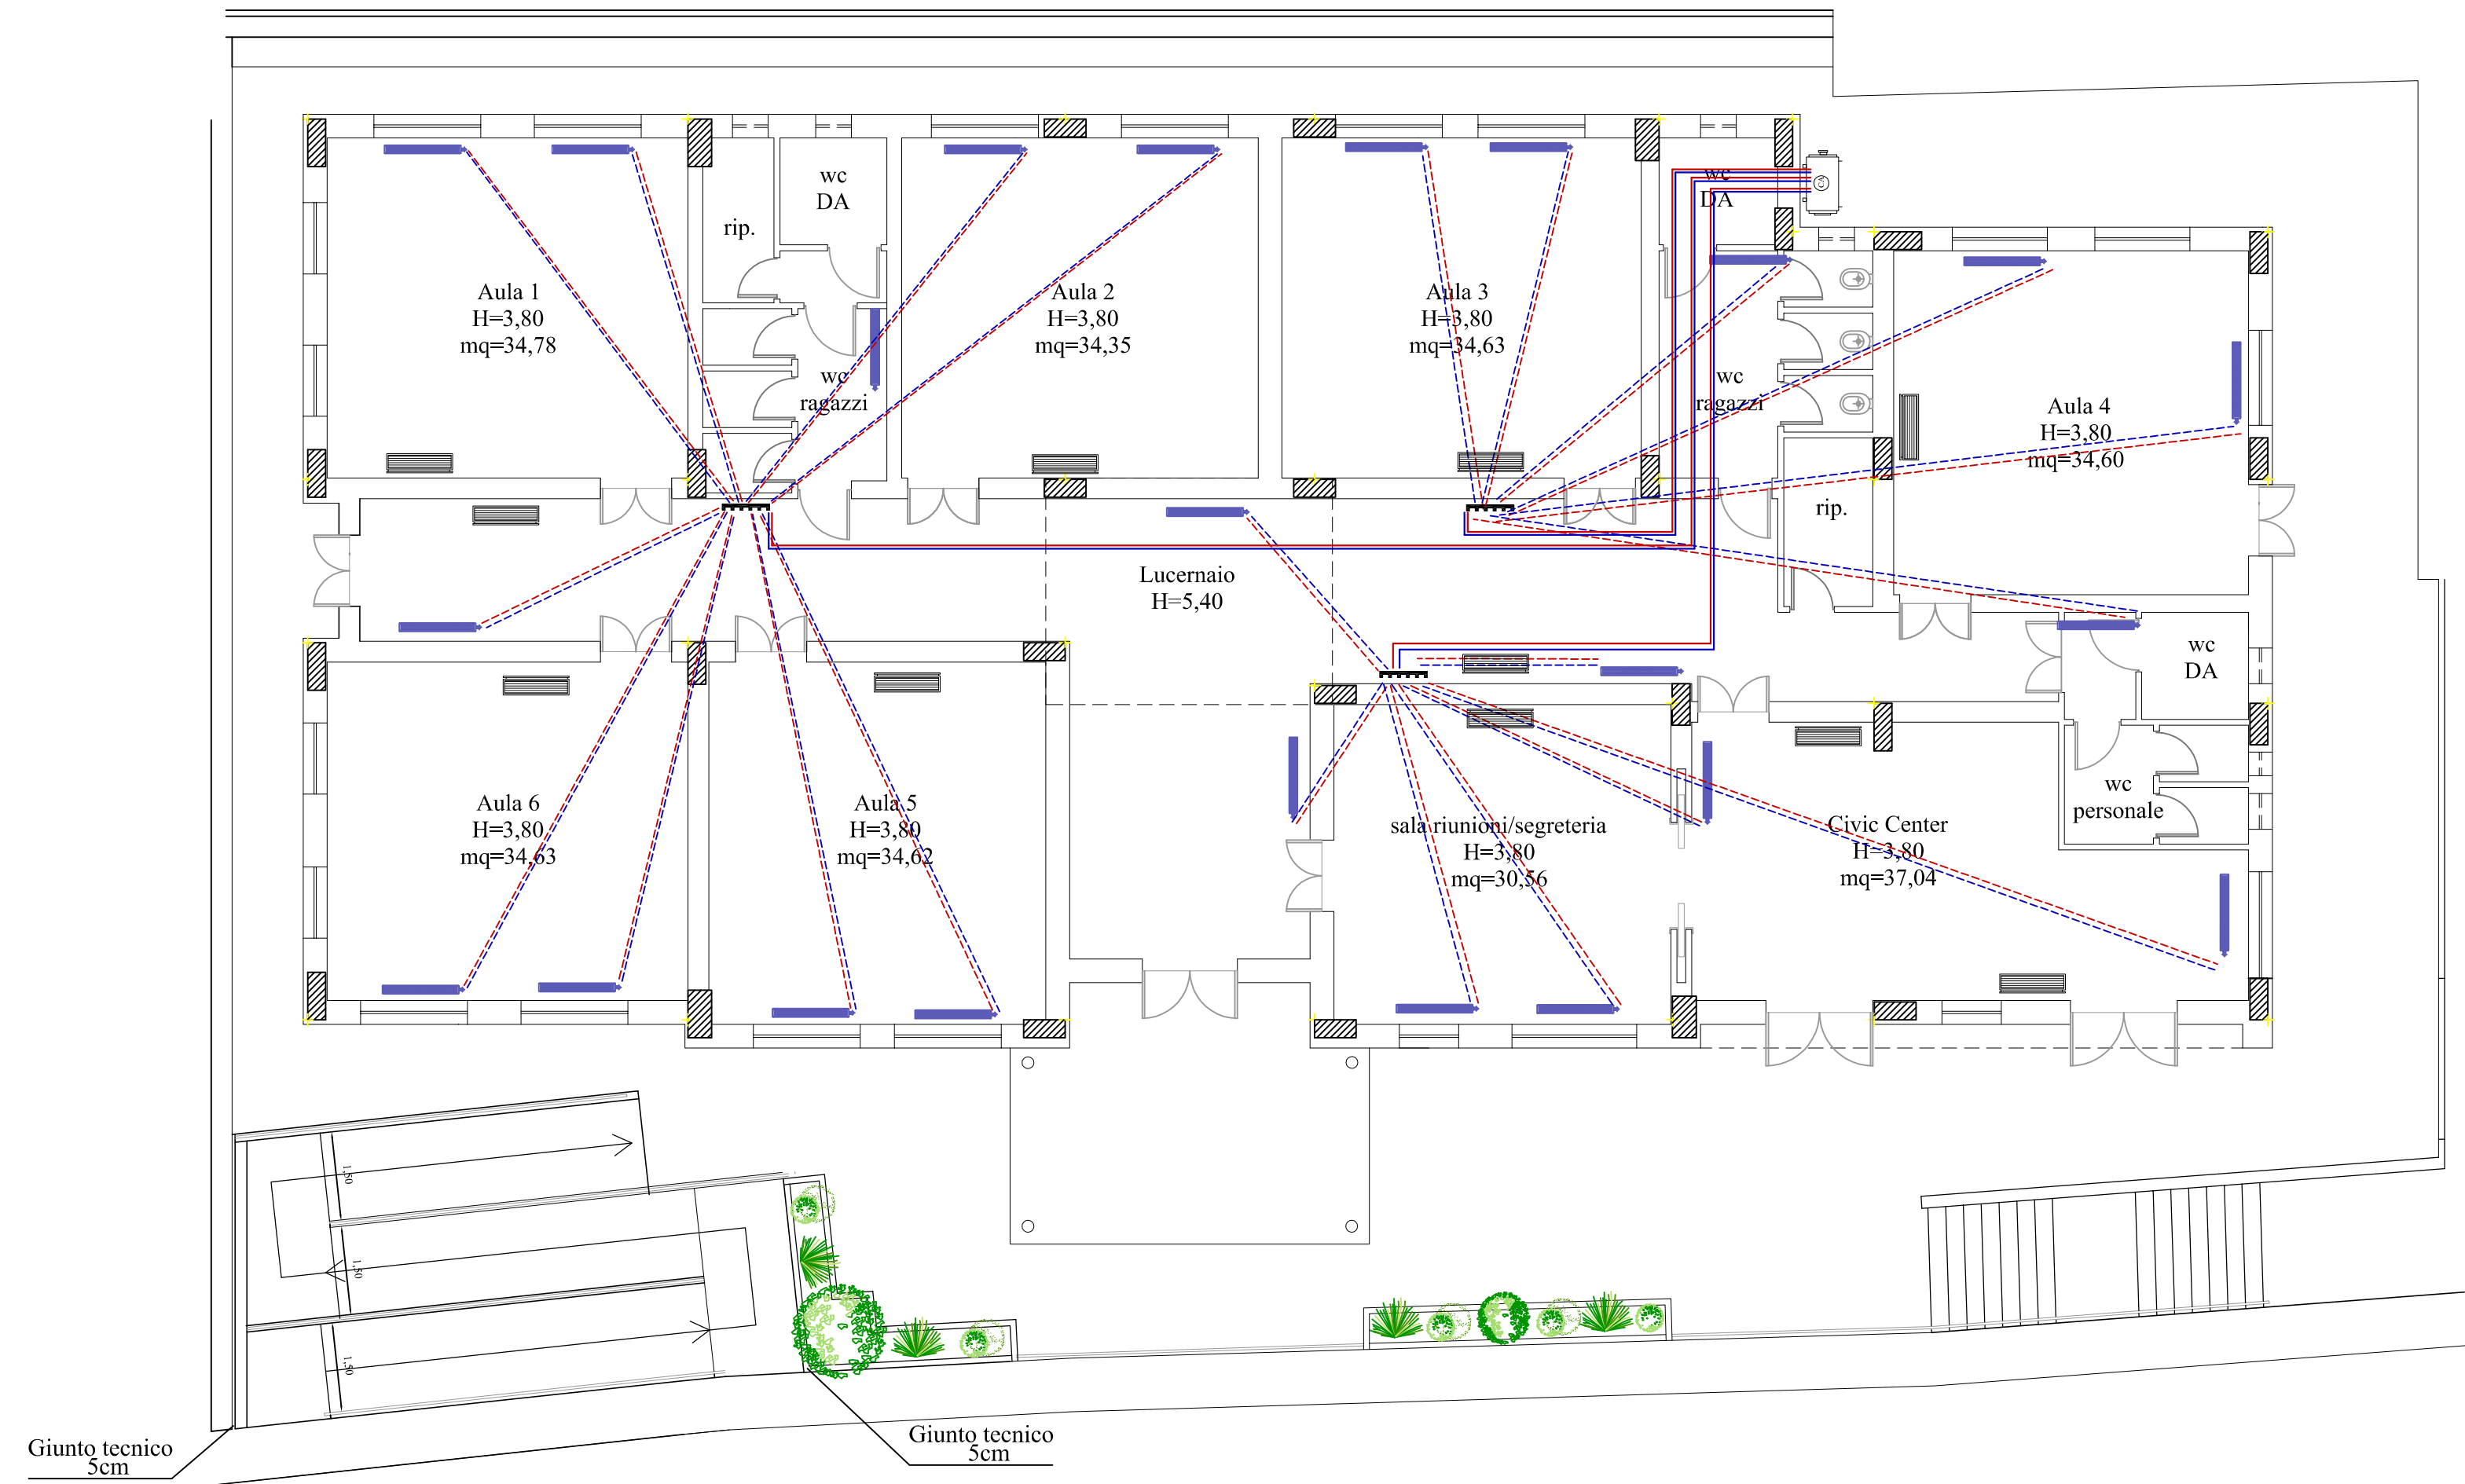 wc
DA
rip.
Aula 1
H=3,80
mq=34,78
wc
ragazzi
Aula 2
H=3,80
mq=34,35
Aula 3
H=3,80
mq=34,63
wc
DA
CA
wc
ragazzi
Aula 4
H=3,80
mq=34,60
rip.
Lucernaio
H=5,40
wc
DA
wc
personale
Aula 6
H=3,80
mq=34,63
Aula 5
H=3,80
mq=34,62
sala riunioni/segreteria
H=3,80
mq=30,56
Civic Center
H=3,80
mq=37,04
1,50
1,50
1,50
Giunto tecnico
5cm
Giunto tecnico
5cm